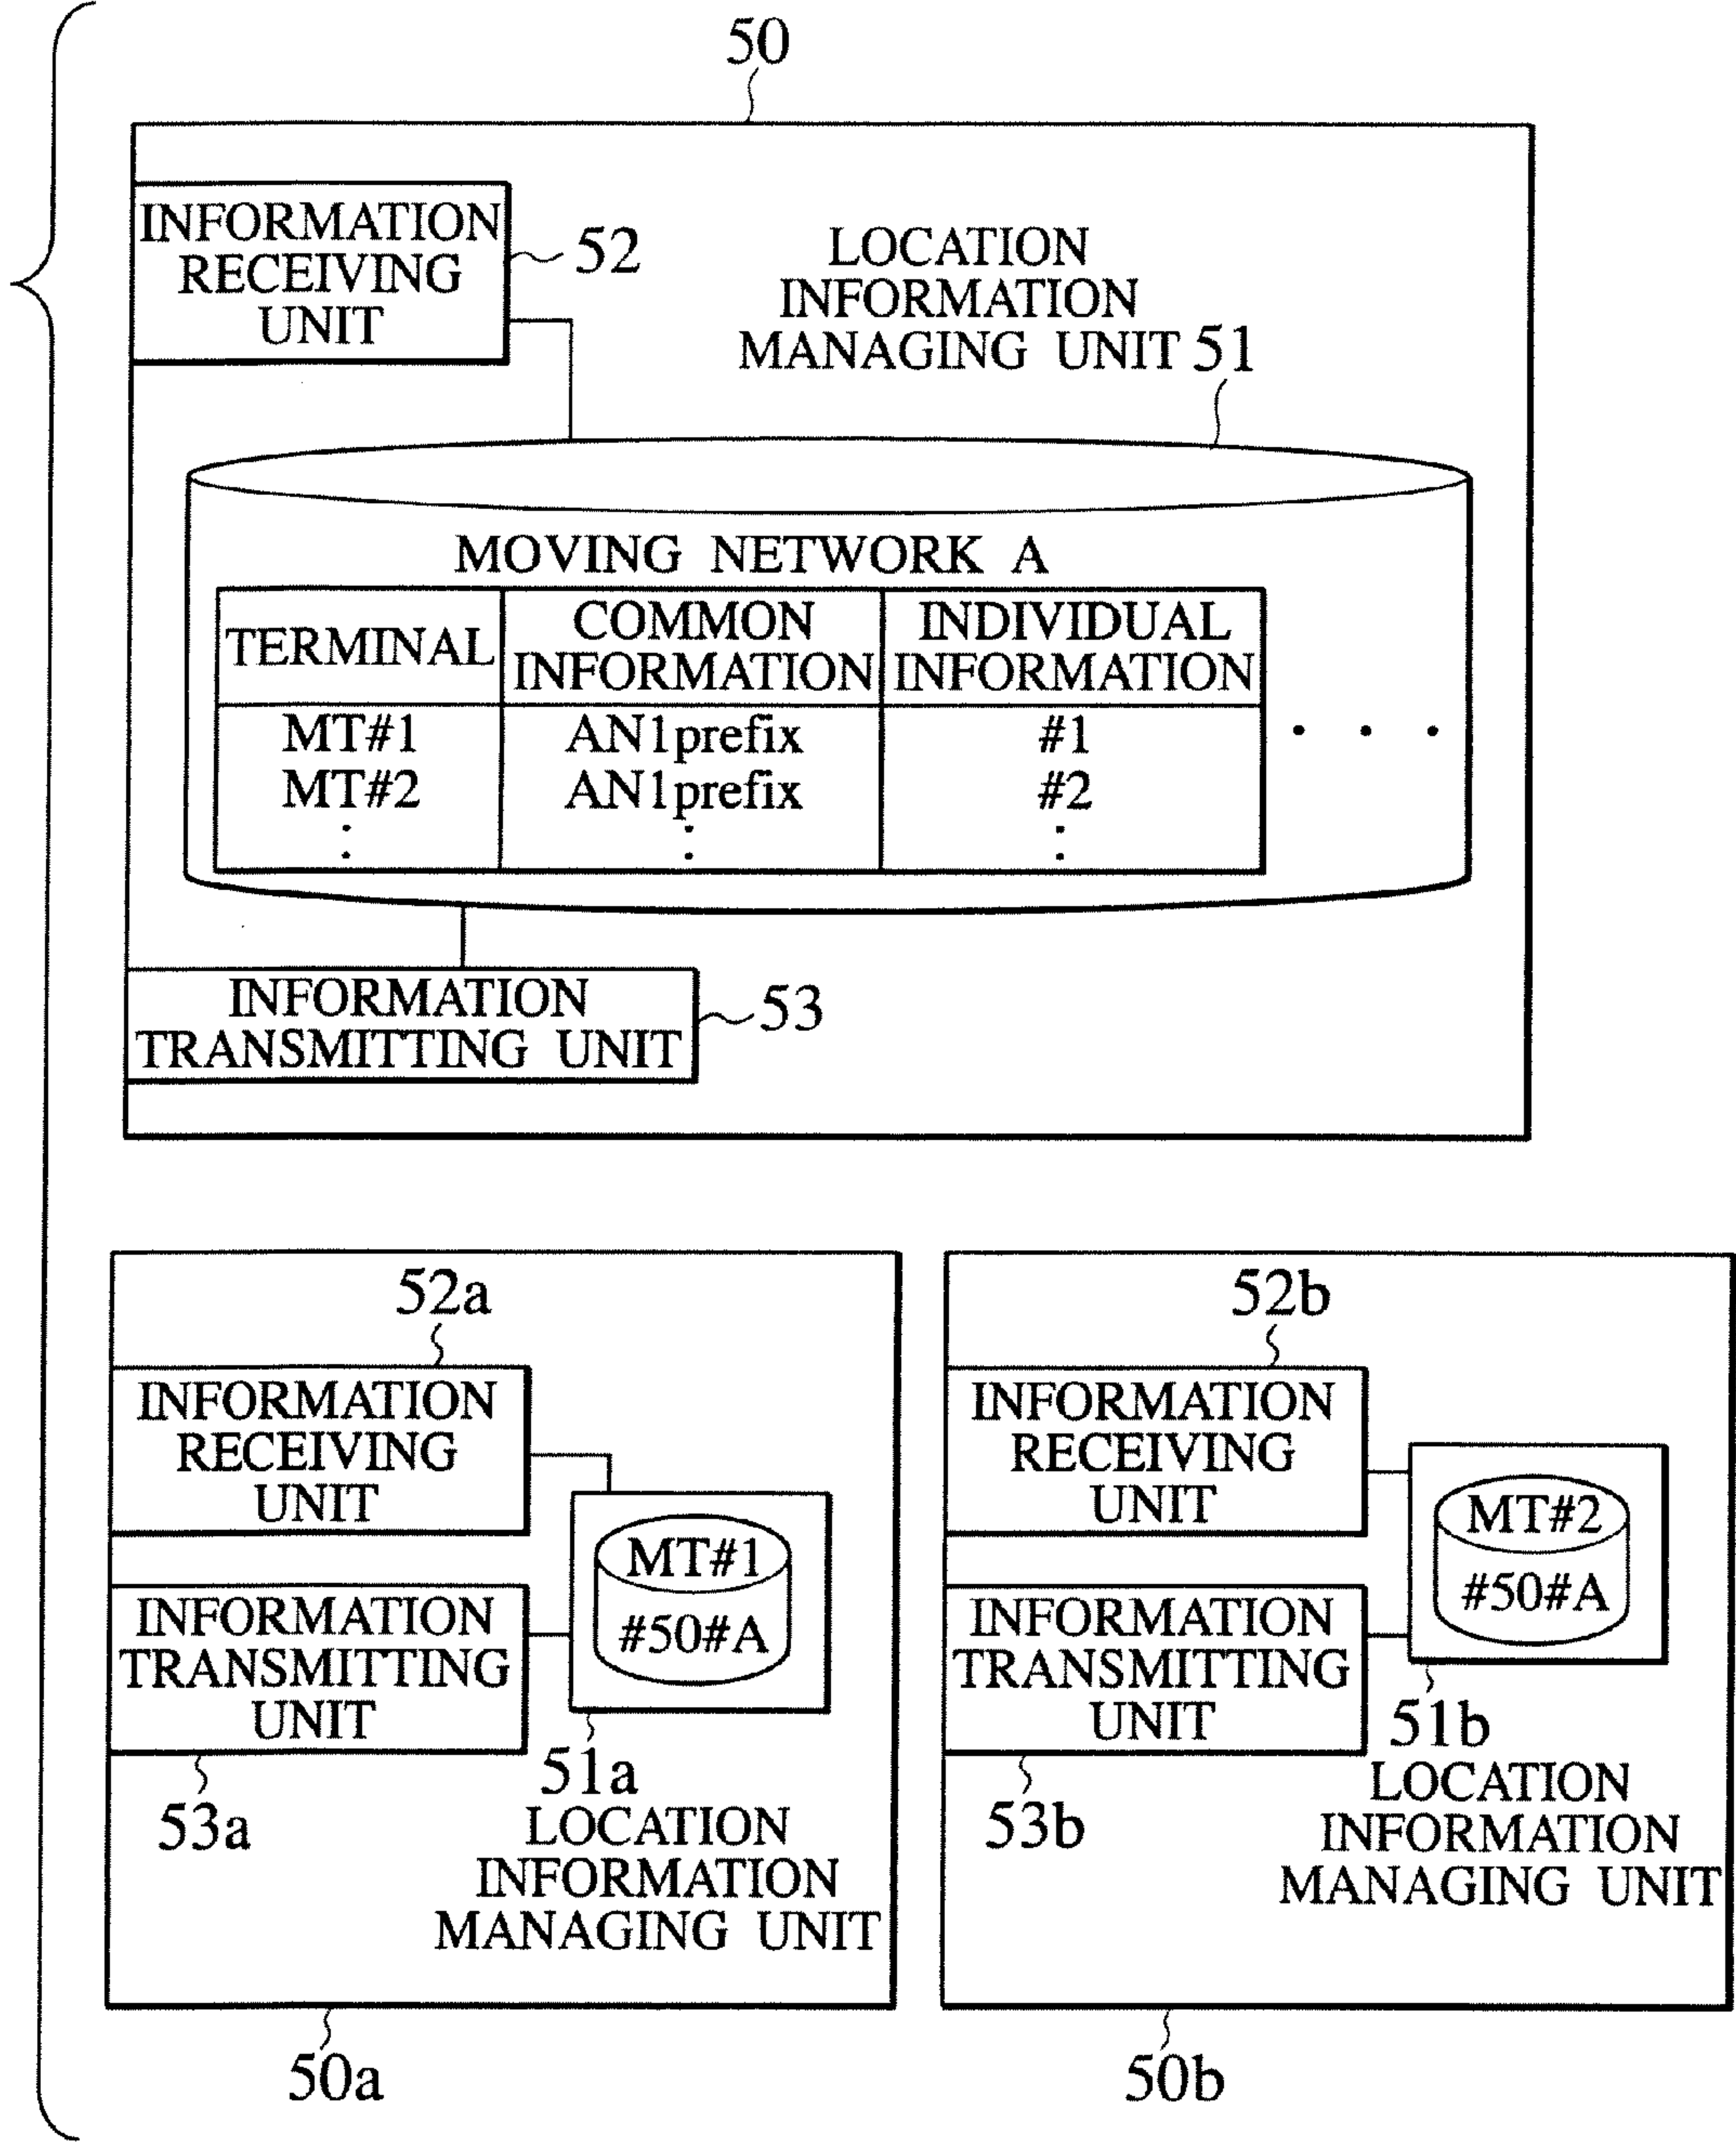 50
INFORMATION
RECEIVING
UNIT
52
LOCATION
INFORMATION
MANAGING UNIT 51
MOVING NETWORK A
TERMINAL
COMMON
INFORMATION
INDIVIDUAL
INFORMATION
MT#1 AN1prefix #1
MT#2 AN1prefix #2
INFORMATION
TRANSMITTING UNIT
53
52a
INFORMATION
RECEIVING
UNIT
MT#1
#50#A
INFORMATION
TRANSMITTING
UNIT
53a
51a
LOCATION
INFORMATION
MANAGING UNIT
50a
52b
INFORMATION
RECEIVING
UNIT
MT#2
#50#A
INFORMATION
TRANSMITTING
UNIT
53b
51b
LOCATION
INFORMATION
MANAGING UNIT
50b